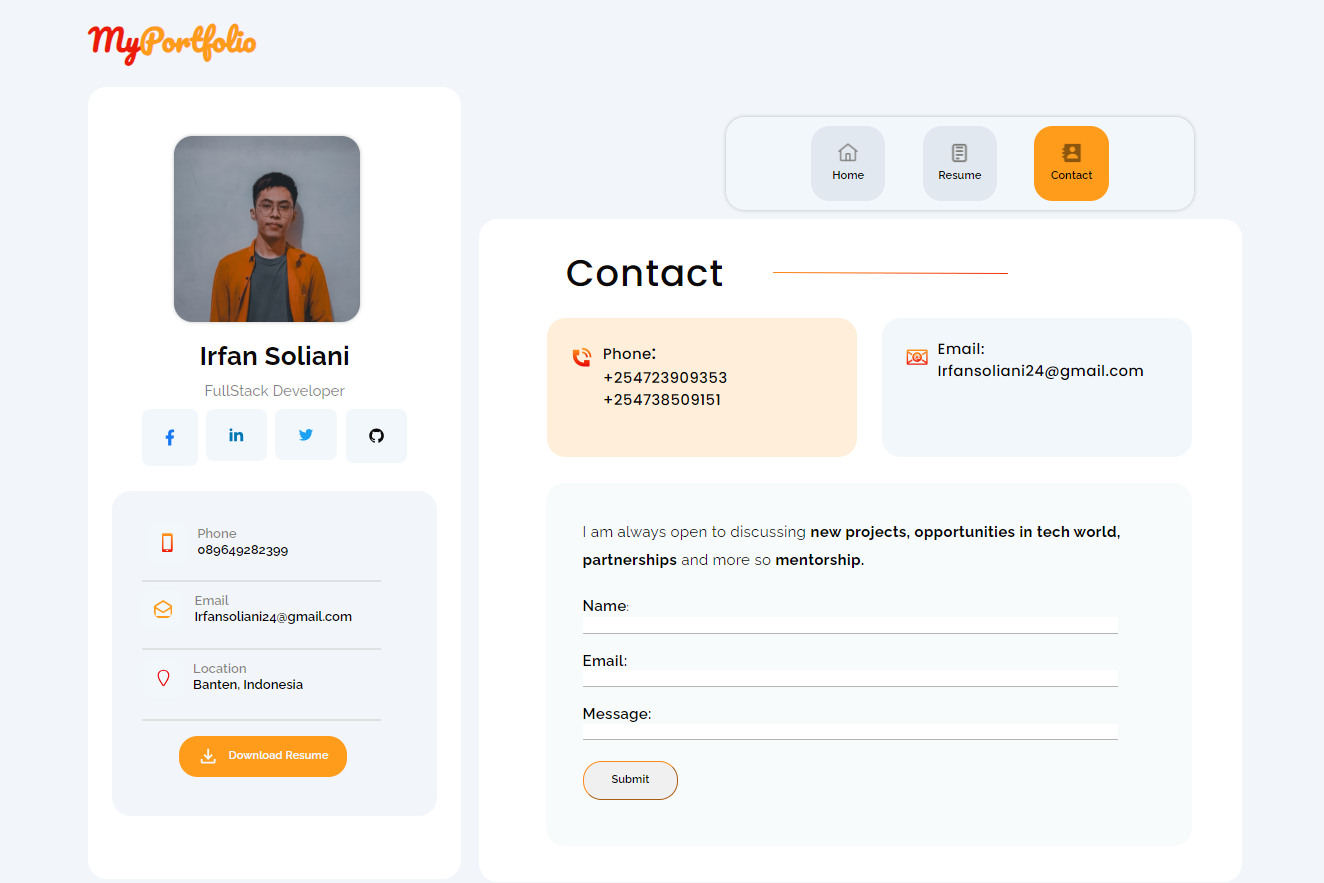 MyPortfolio
Home
Resume
Contact
Irfan Soliani
FullStack Developer
Phone
089649282399
Email
Irfansoliani24@gmail.com
Location
Banten, Indonesia
Download Resume
Contact
Phone:
+254723909353
+254738509151
Email:
Irfansoliani24@gmail.com
I am always open to discussing new projects, opportunities in tech world,
partnerships and more so mentorship.
Name:
Email:
Message:
Submit